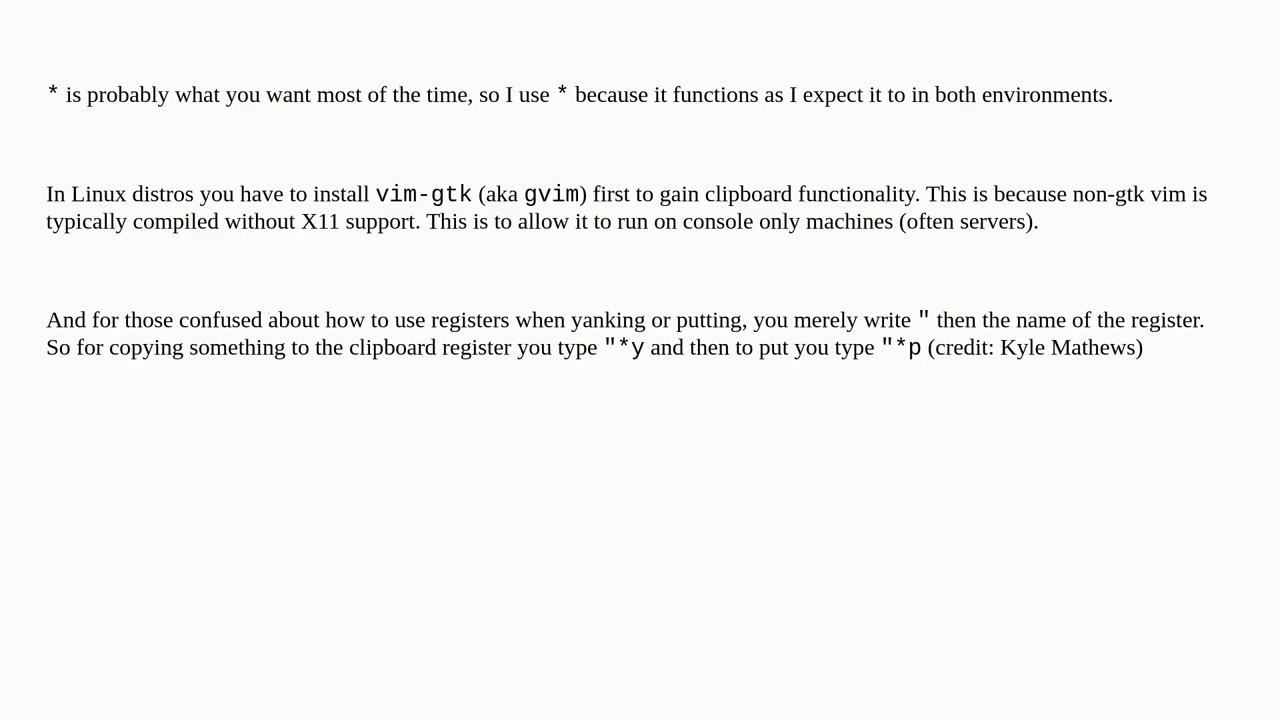 * is probably what you want most of the time, so I use * because it functions as I expect it to in both environments.
In Linux distros you have to install vim-gtk (aka gvim) first to gain clipboard functionality. This is because non-gtk vim is
typically compiled without X11 support. This is to allow it to run on console only machines (often servers).
And for those confused about how to use registers when yanking or putting, you merely write " then the name of the register.
So for copying something to the clipboard register you type "*y and then to put you type "*p (credit: Kyle Mathews)